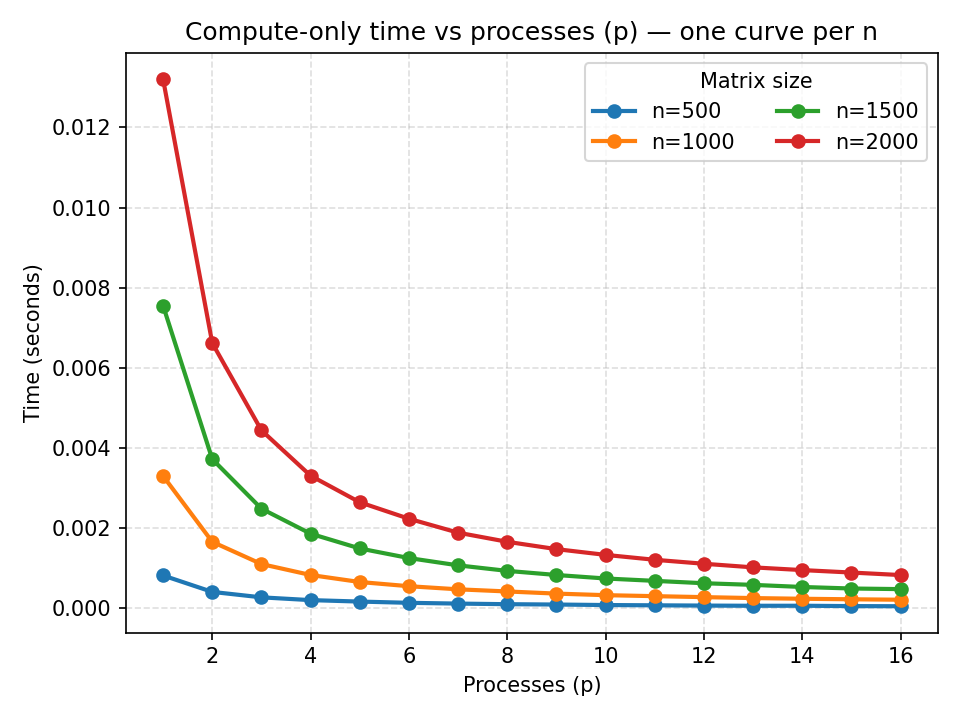 Compute-only time vs processes (p) — one curve per n
Matrix size
n=500
n=1000
n=1500
n=2000
0.012
0.010
0.008
0.006
0.004
0.002
0.000
Time (seconds)
2 4 6 8 10 12 14 16
Processes (p)